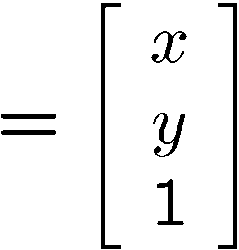 = [ x
y
1 ]